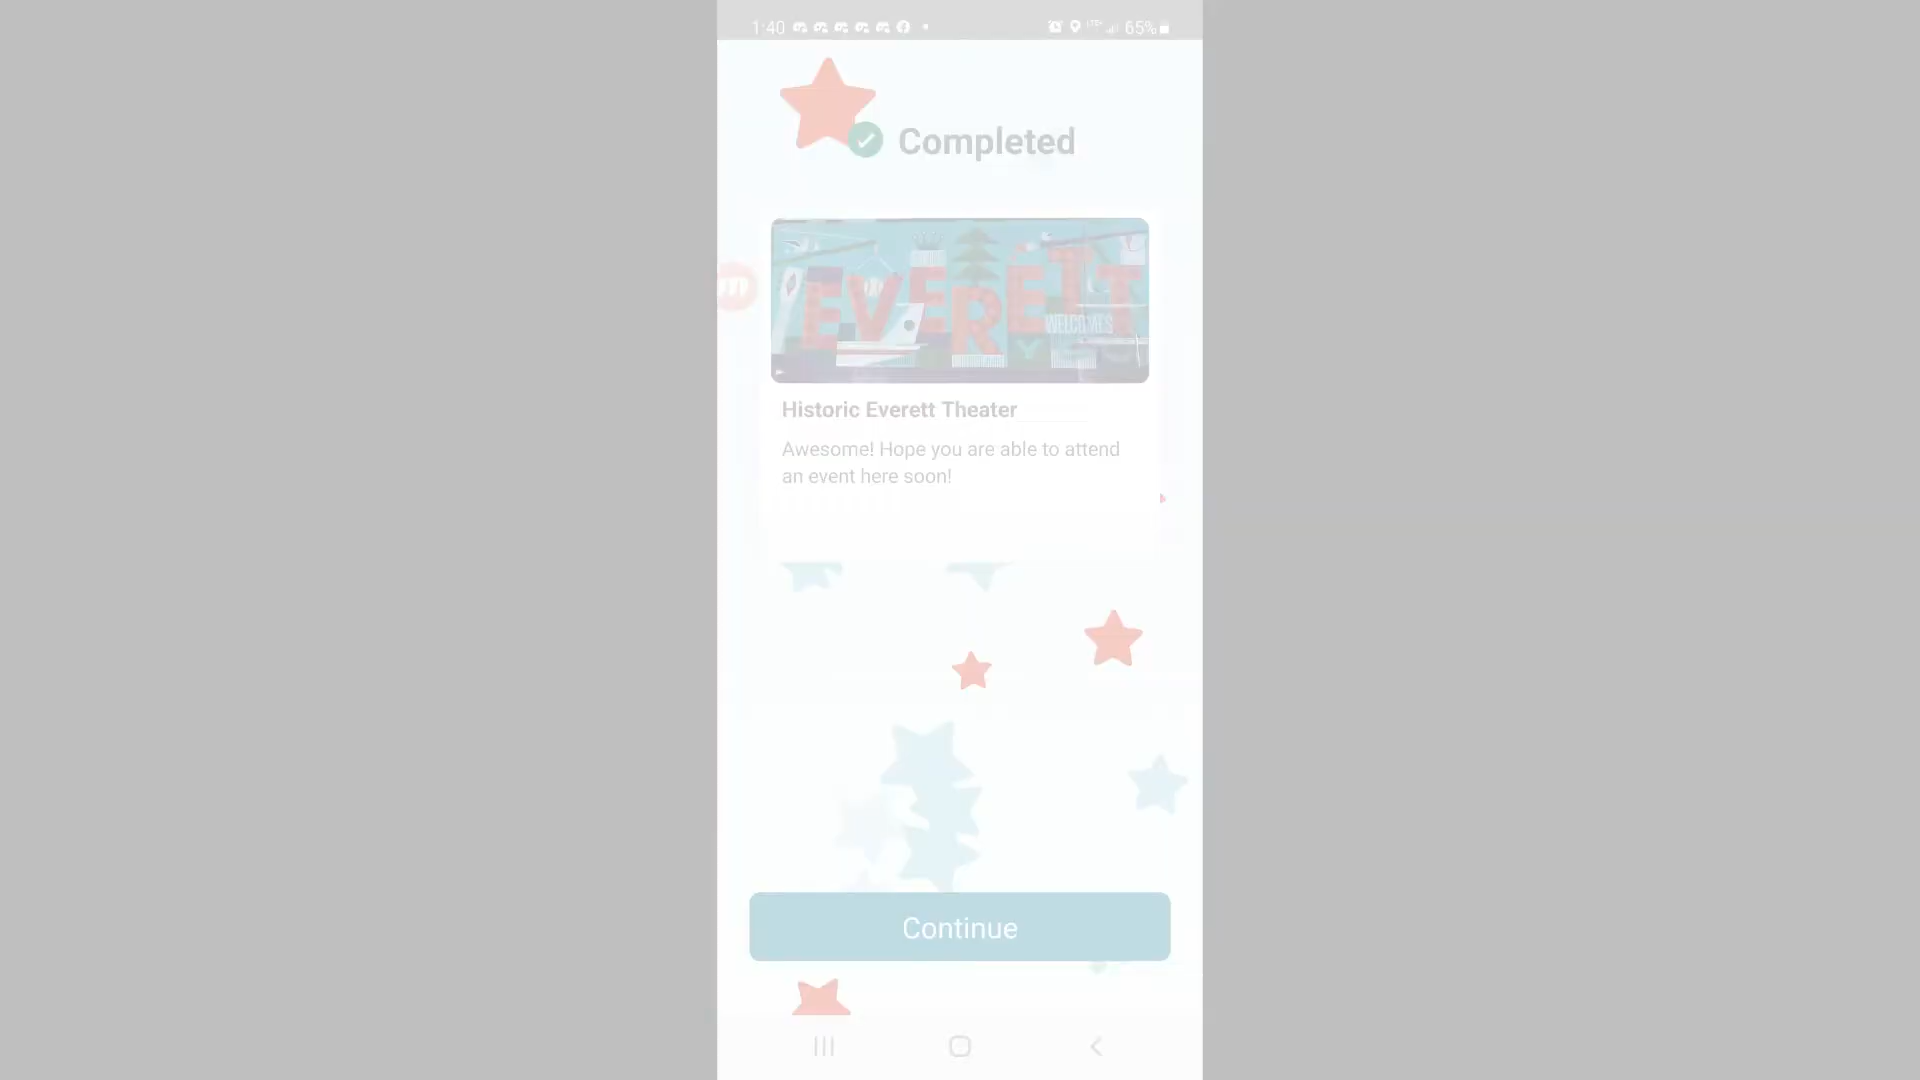 1:40 LTE+ 65%
Completed
EVERETT
WELCOMES
Y
Historic Everett Theater
Awesome! Hope you are able to attend
an event here soon!
Continue